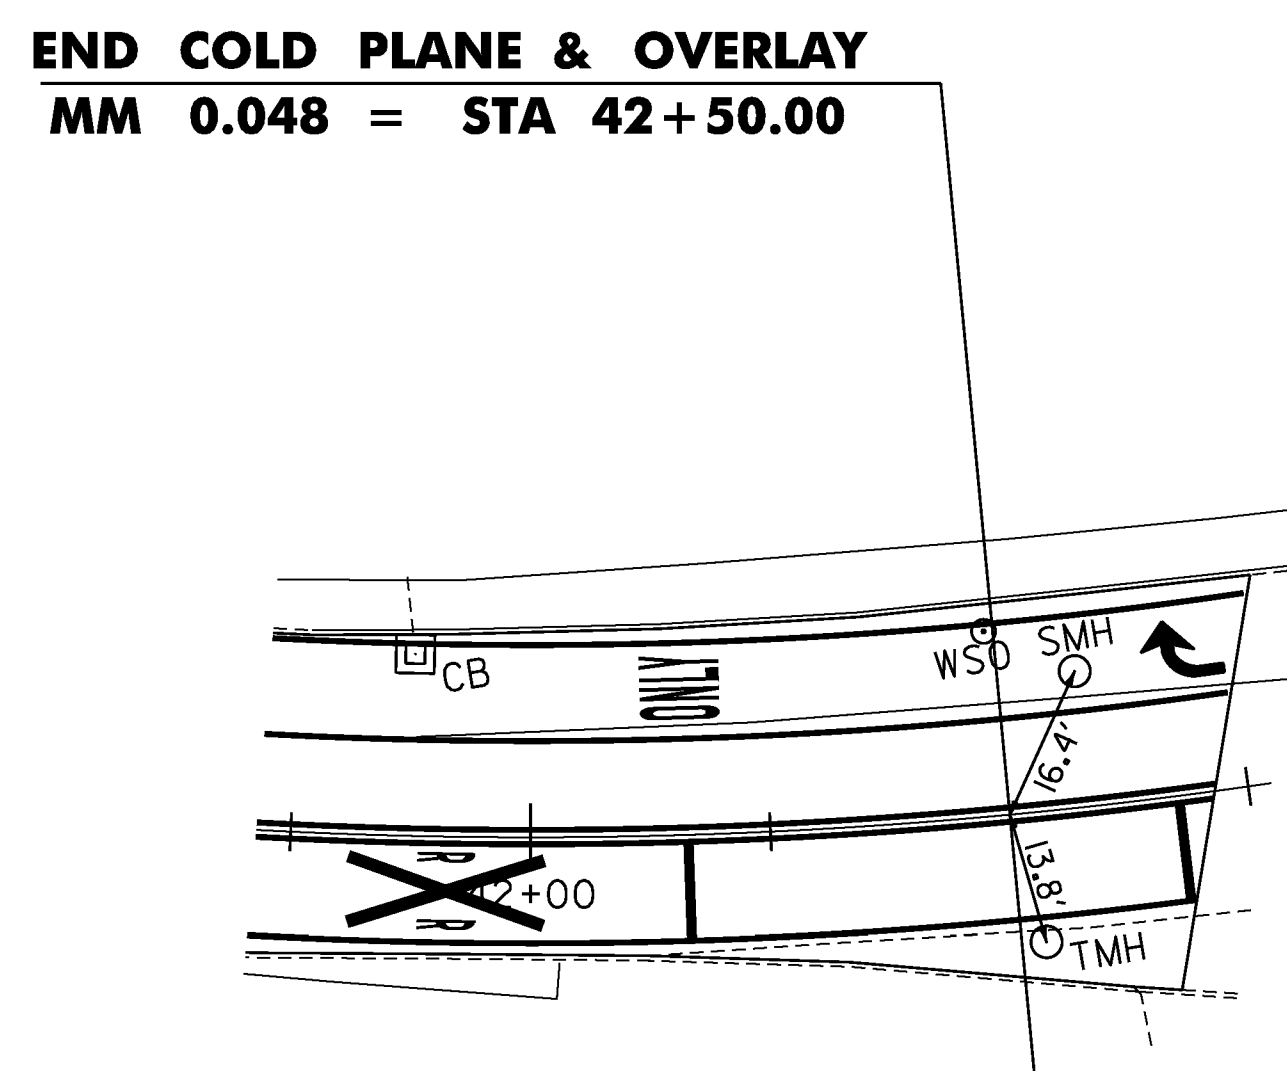 END COLD PLANE & OVERLAY
MM 0.048 = STA 42+50.00
SMH
WSO
CB
ONLY
16.4'
R
13.8'
42+00
R
TMH